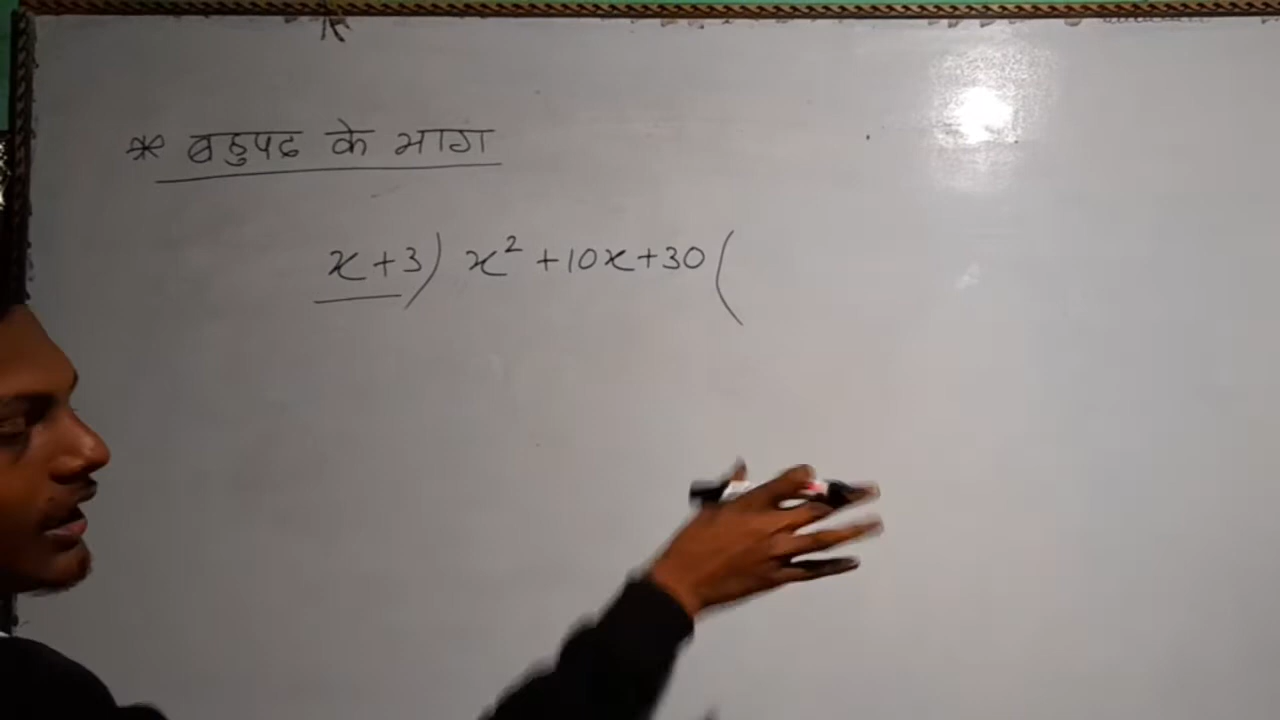 * बहुपद के भाग
x+3) x² +10x+30(